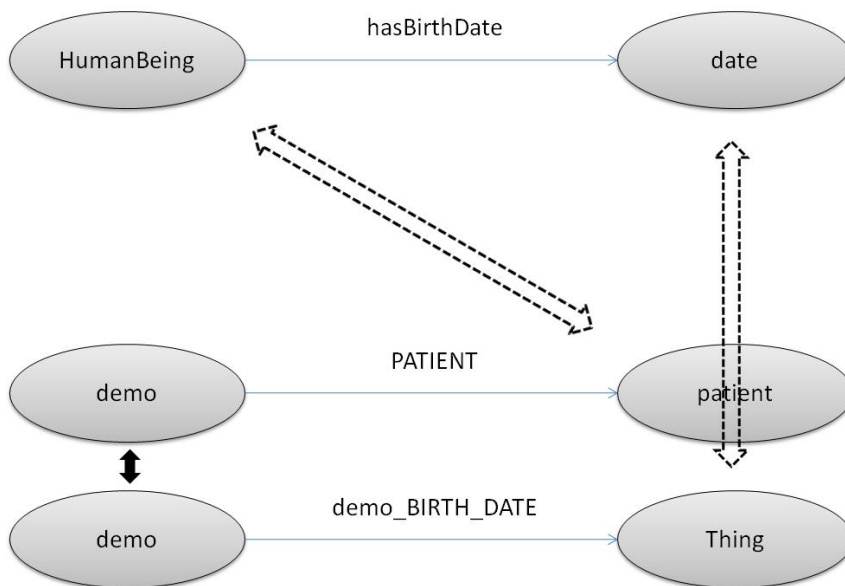 hasBirthDate
HumanBeing
date
PATIENT
demo
patient
demo_BIRTH_DATE
demo
Thing